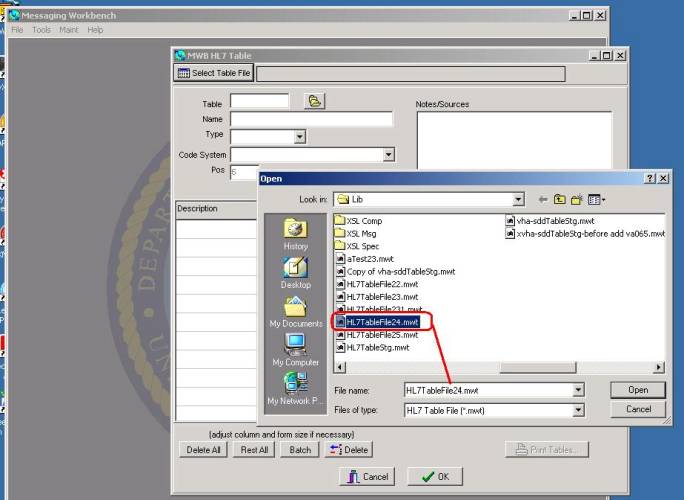 Messaging Workbench
File Tools Maint Help
MWB HL7 Table
Select Table File
Table
Notes/Sources
Name
Type
Code System
Pos 6
Description
Open
Look in: Lib
XSL Comp
XSL Msg
XSL Spec
aTest23.mwt
Copy of vha-sddTableStg.mwt
HL7TableFile22.mwt
HL7TableFile23.mwt
HL7TableFile231.mwt
HL7TableFile24.mwt
HL7TableFile25.mwt
HL7TableStg.mwt
vha-sddTableStg.mwt
xvha-sddTableStg-before add va065.mwt
History
Desktop
My Documents
My Computer
My Network P...
File name: HL7TableFile24.mwt
Open
Files of type: HL7 Table File (*.mwt)
Cancel
(adjust column and form size if necessary)
Delete All Rest All Batch Delete Print Tables...
Cancel OK
DEPART
UNI